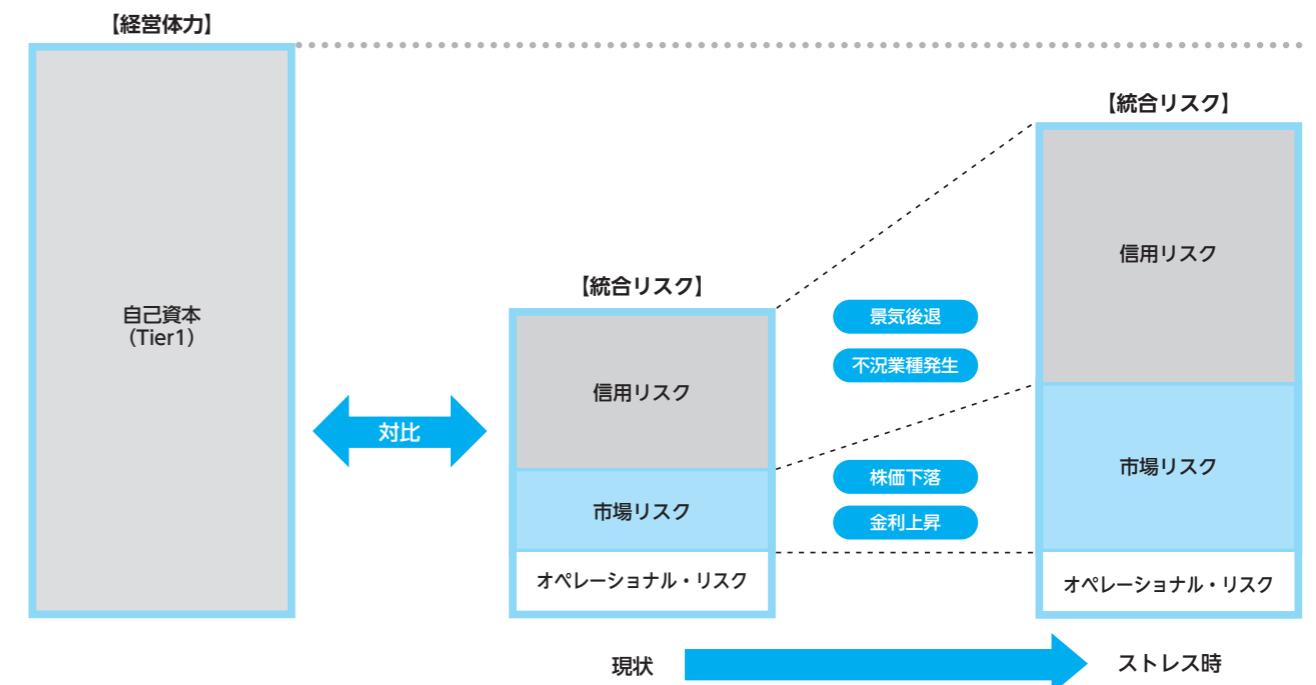 【経営体力】
自己資本
（Tier1）
対比
【統合リスク】
信用リスク
市場リスク
オペレーショナル・リスク
景気後退
不況業種発生
株価下落
金利上昇
【統合リスク】
信用リスク
市場リスク
オペレーショナル・リスク
現状
ストレス時